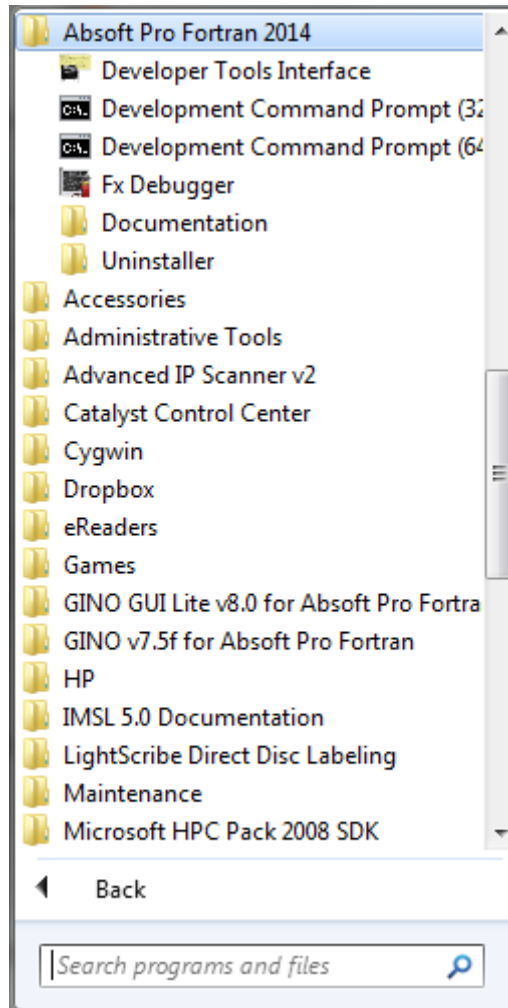 Absoft Pro Fortran 2014
Developer Tools Interface
Development Command Prompt (32
Development Command Prompt (64
Fx Debugger
Documentation
Uninstaller
Accessories
Administrative Tools
Advanced IP Scanner v2
Catalyst Control Center
Cygwin
Dropbox
eReaders
Games
GINO GUI Lite v8.0 for Absoft Pro Fortra
GINO v7.5f for Absoft Pro Fortran
HP
IMSL 5.0 Documentation
LightScribe Direct Disc Labeling
Maintenance
Microsoft HPC Pack 2008 SDK
Back
Search programs and files